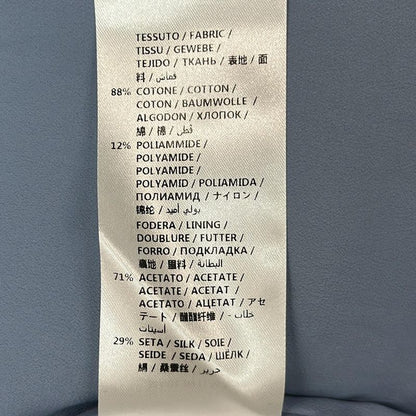 TESSUTO / FABRIC /
TISSU / GEWEBE /
TEJIDO / ТКАНЬ / 表地 / 面
料 / قماش /
88% COTONE / COTTON /
COTON / BAUMWOLLE /
ALGODON / ХЛОПОК /
綿 / 棉 / قطن /
12% POLIAMMIDE /
POLYAMIDE /
POLYAMID / POLIAMIDA /
ПОЛИАМИД / ナイロン /
锦纶 / بولي أميد /
FODERA / LINING /
DOUBLURE / FUTTER /
FORRO / ПОДКЛАДКА /
裏地 / 里料 / البطانة /
71% ACETATO / ACETATE /
ACETATE / ACETAT /
ACETATO / АЦЕТАТ / アセ
テート / 醋酯纤维 / خلات -
أسيتات
29% SETA / SILK / SOIE /
SEIDE / SEDA / ШЁЛК /
絹 / 桑蚕丝 / حرير /